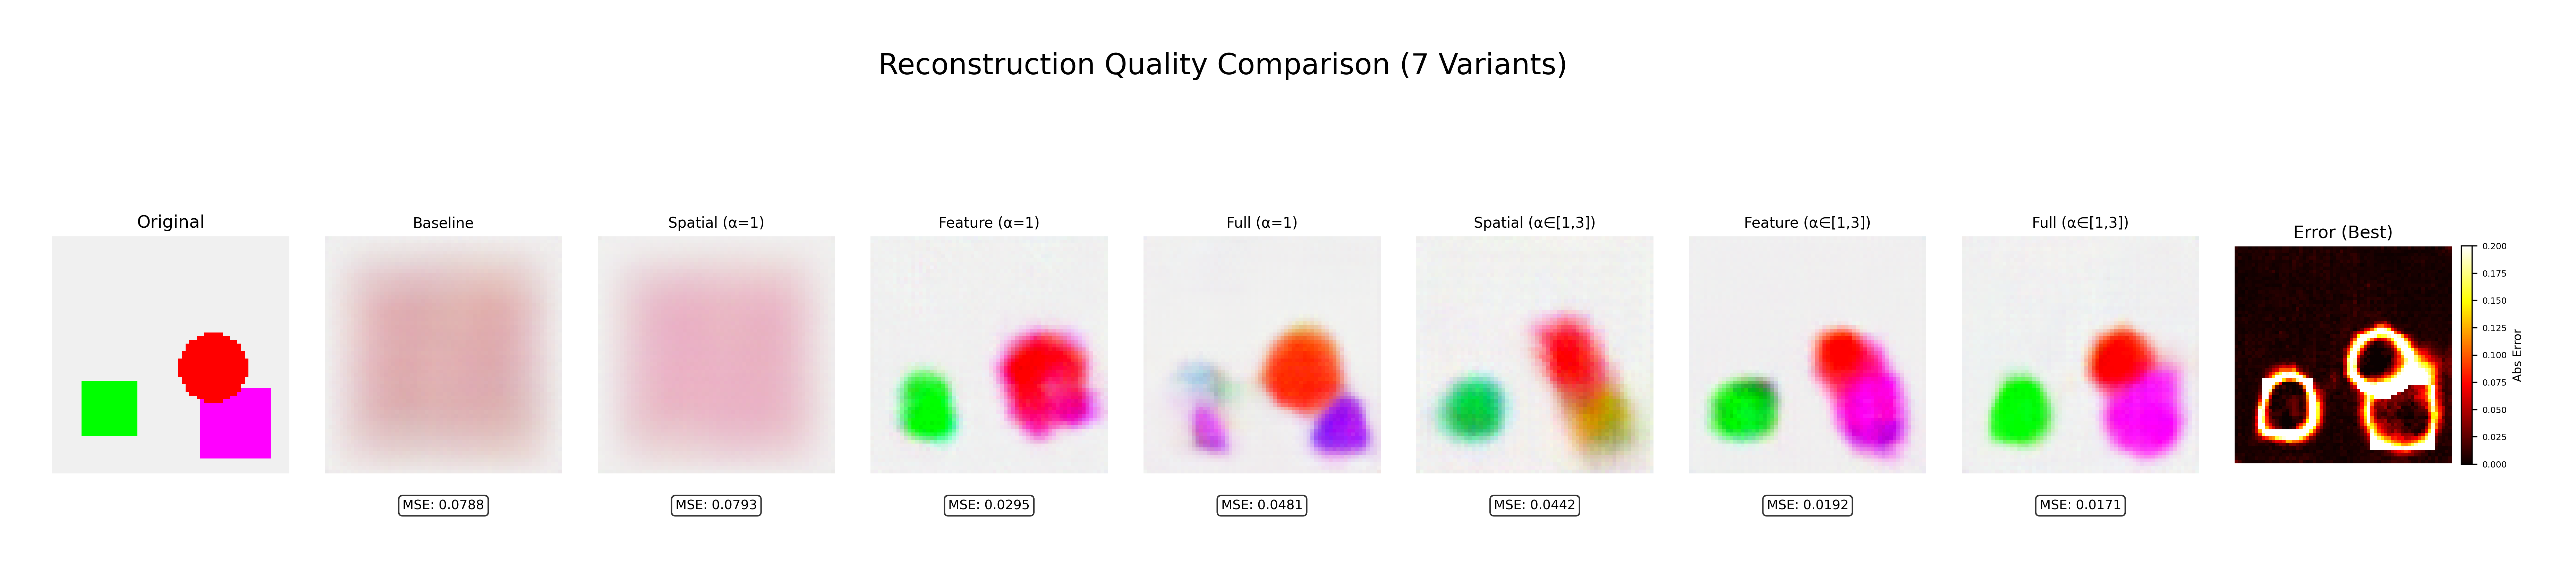 Reconstruction Quality Comparison (7 Variants)
Original
Baseline
Spatial (α=1)
Feature (α=1)
Full (α=1)
Spatial (α∈[1,3])
Feature (α∈[1,3])
Full (α∈[1,3])
Error (Best)
0.200
0.175
0.150
0.125
0.100
0.075
0.050
0.025
0.000
Abs Error
MSE: 0.0788
MSE: 0.0793
MSE: 0.0295
MSE: 0.0481
MSE: 0.0442
MSE: 0.0192
MSE: 0.0171